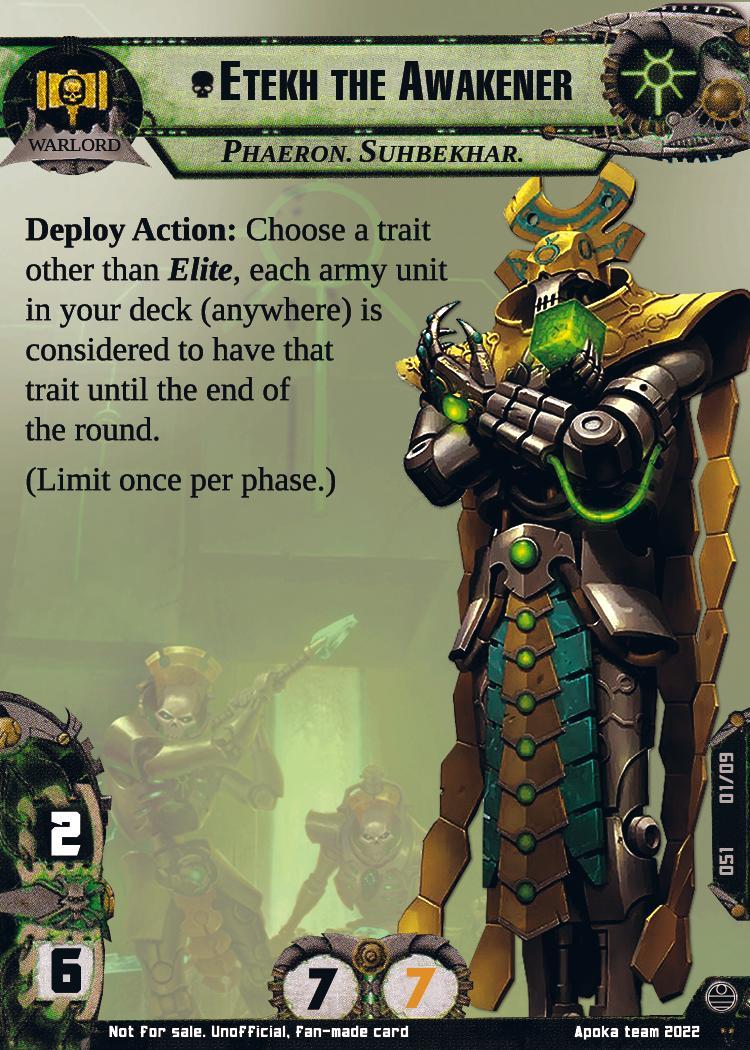 Etekh the Awakener
WARLORD
Phaeron. Suhbekhar.
Deploy Action: Choose a trait
other than Elite, each army unit
in your deck (anywhere) is
considered to have that
trait until the end of
the round.
(Limit once per phase.)
2
6
7
7
01/09
051
Not for sale. Unofficial, fan-made card
Apoka team 2022